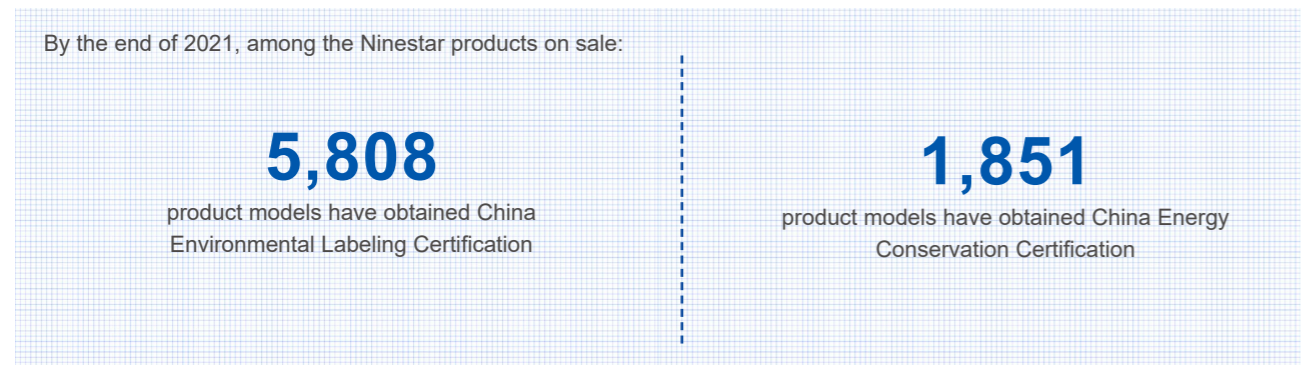 By the end of 2021, among the Ninestar products on sale:
5,808
product models have obtained China
Environmental Labeling Certification
1,851
product models have obtained China Energy
Conservation Certification